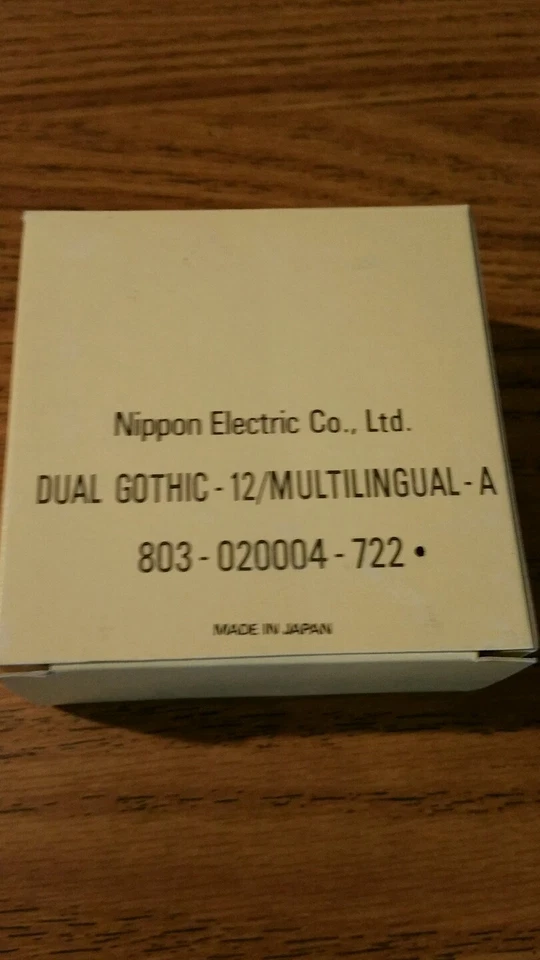 Nippon Electric Co., Ltd.
DUAL GOTHIC - 12/MULTILINGUAL - A
803 - 020004 - 722 •
MADE IN JAPAN